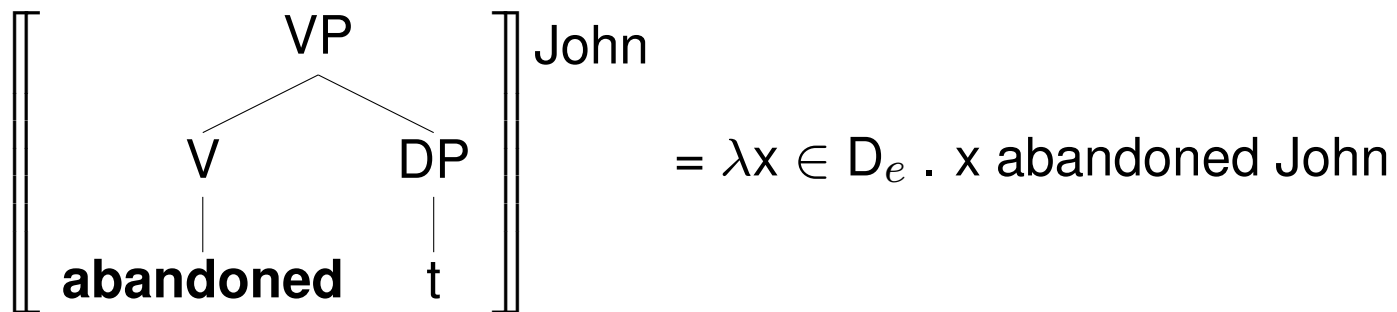 VP
John
V DP
= λx ∈ De . x abandoned John
abandoned t